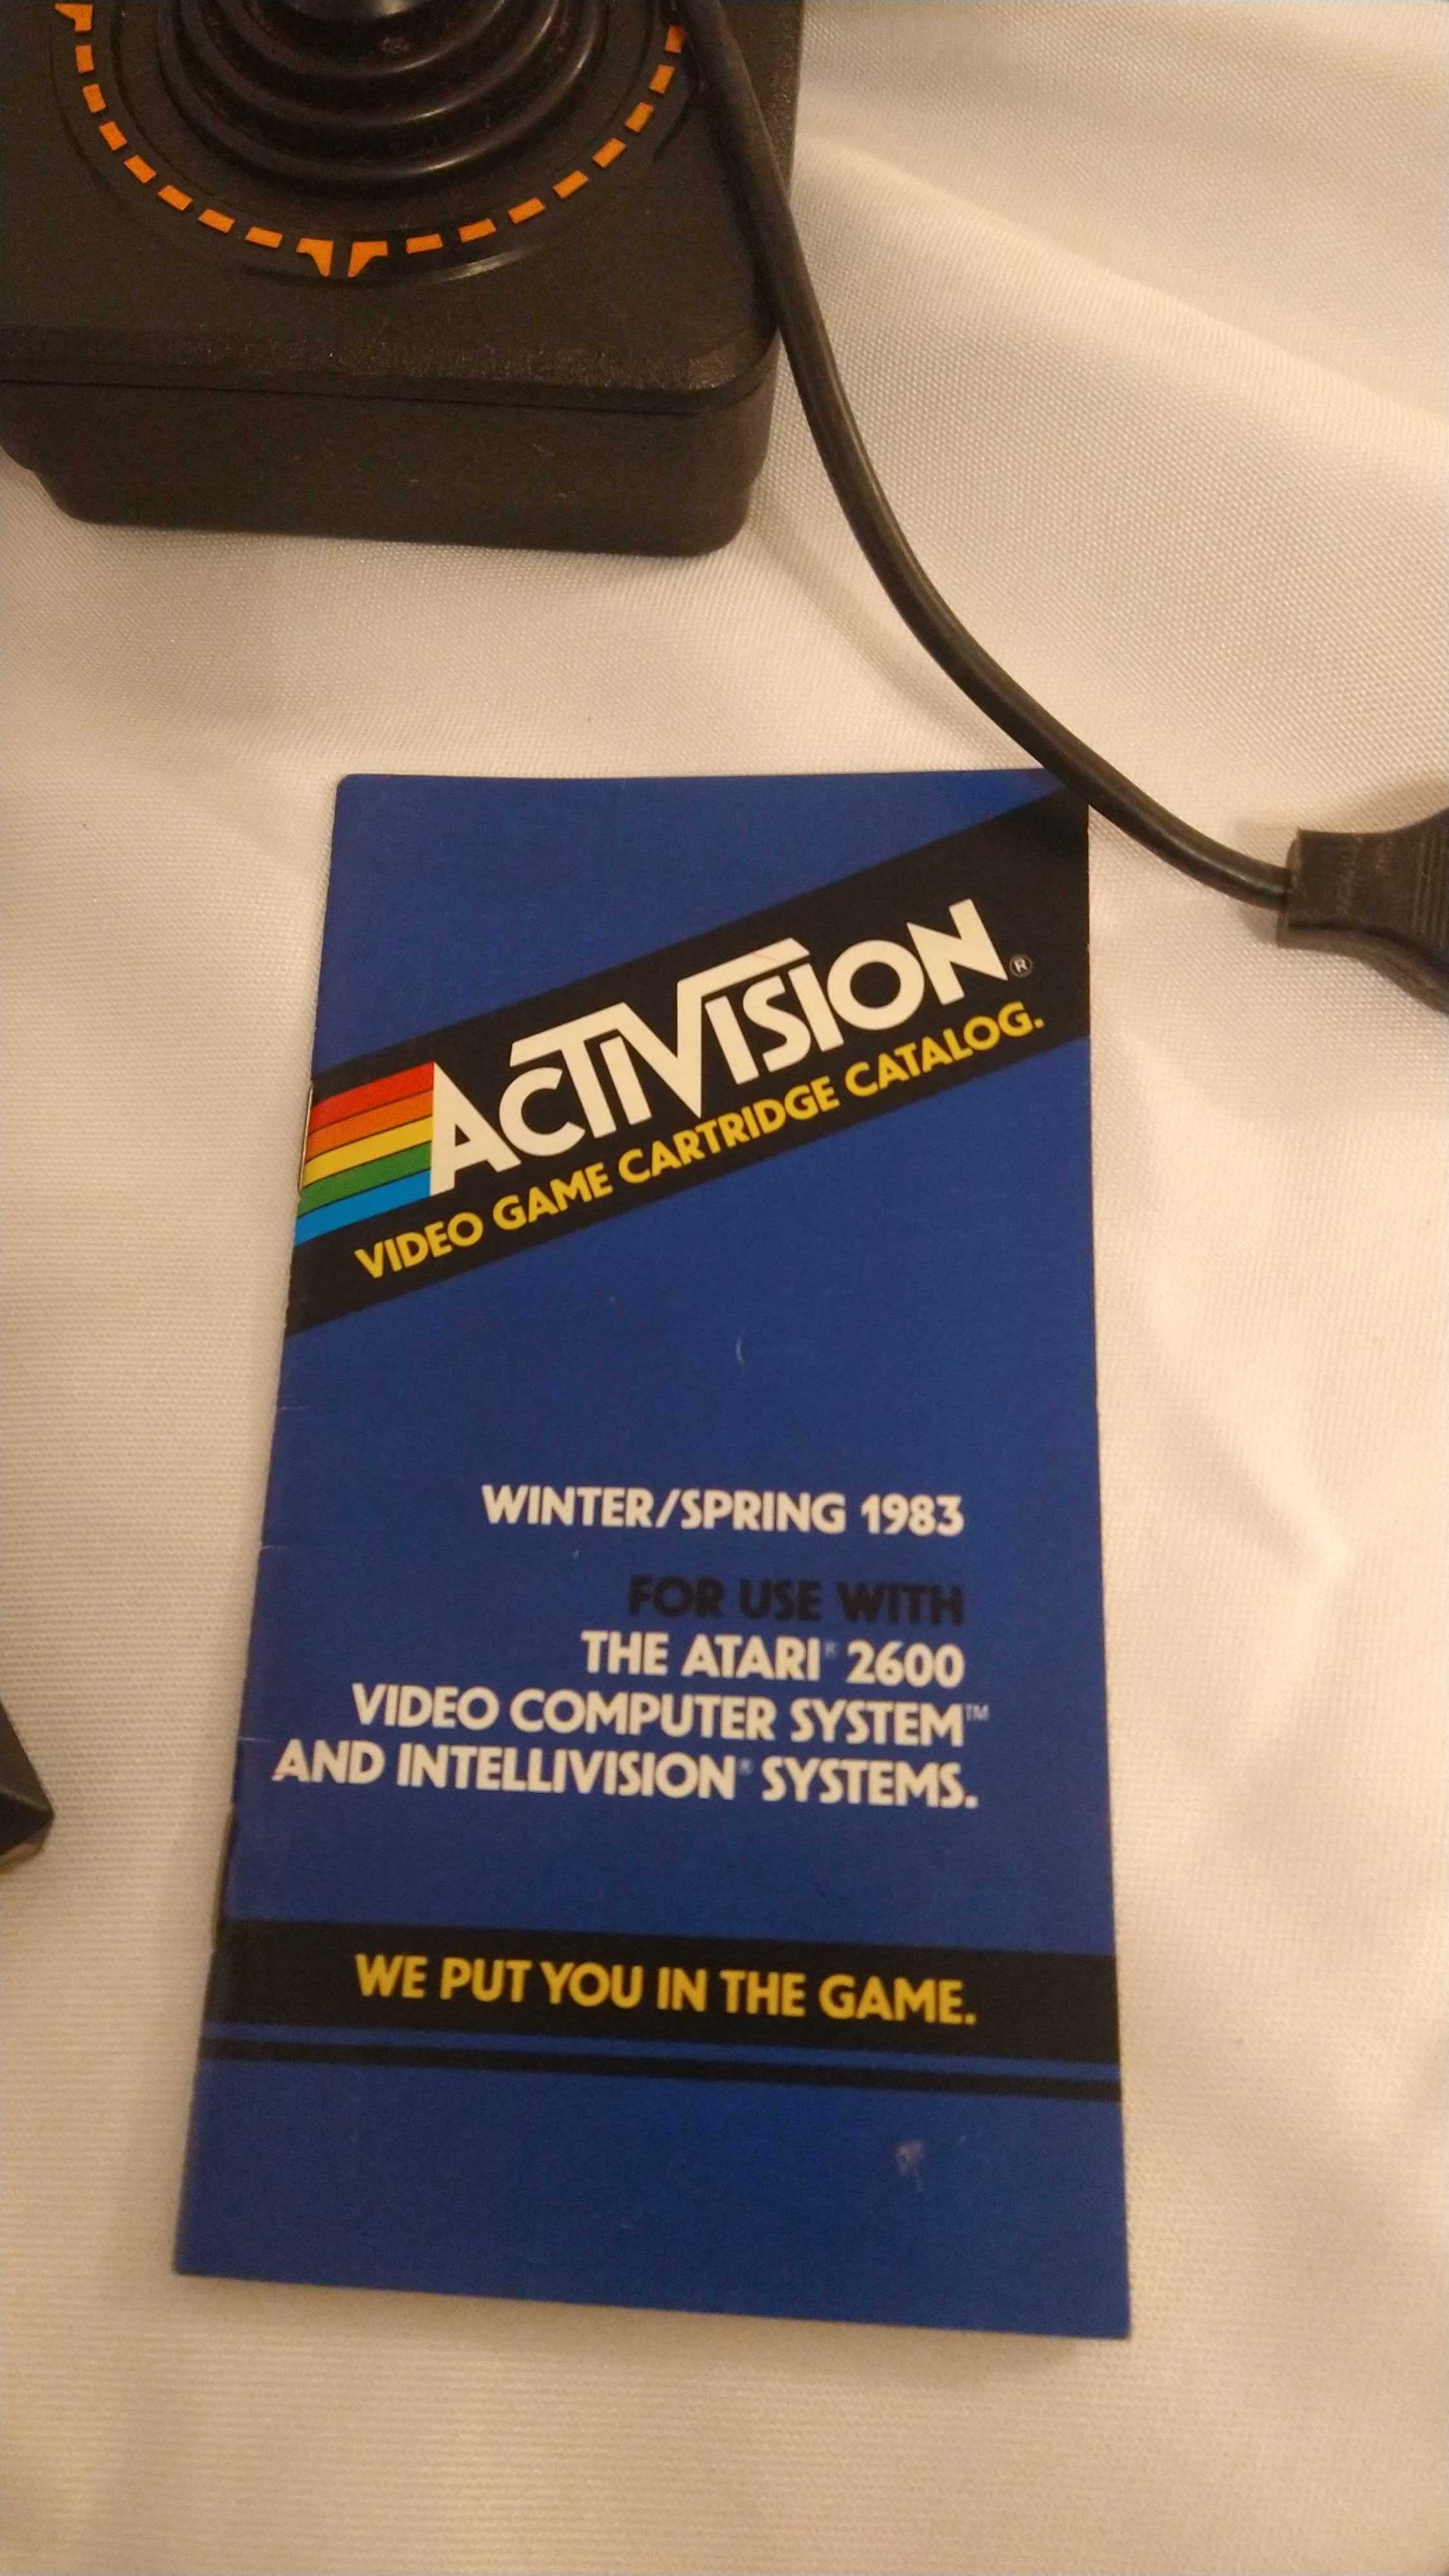 ACTIVISION®
VIDEO GAME CARTRIDGE CATALOG.
WINTER/SPRING 1983
FOR USE WITH
THE ATARI® 2600
VIDEO COMPUTER SYSTEM™
AND INTELLIVISION® SYSTEMS.
WE PUT YOU IN THE GAME.